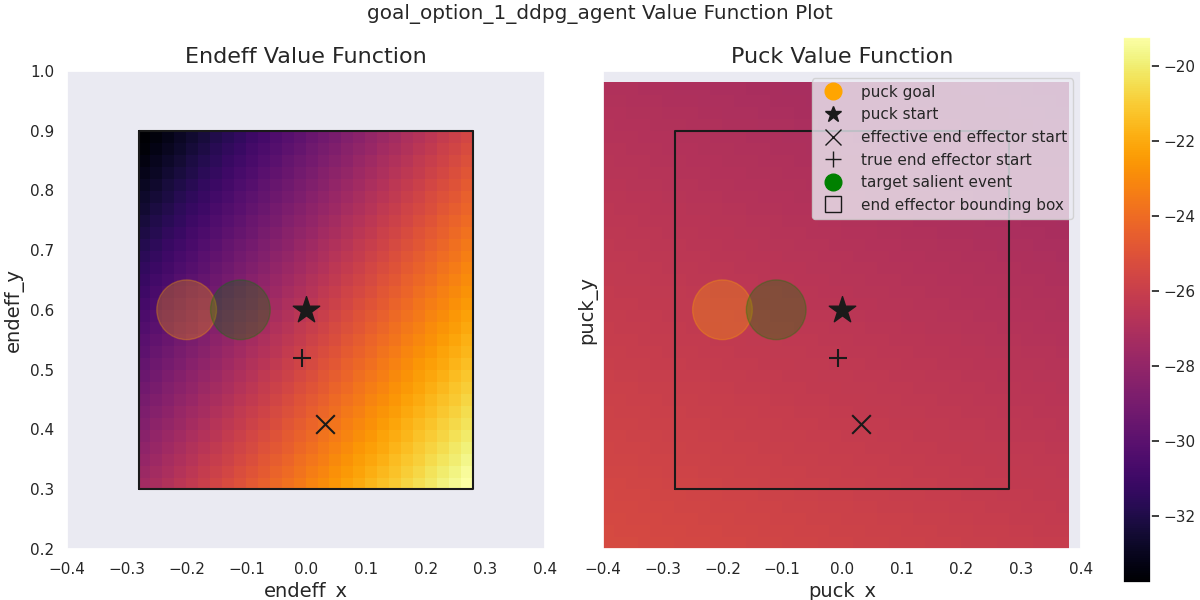 goal_option_1_ddpg_agent Value Function Plot
Endeff Value Function
Puck Value Function
1.0
0.9
0.8
0.7
0.6
0.5
0.4
0.3
0.2
endeff_y
−0.4 −0.3 −0.2 −0.1 0.0 0.1 0.2 0.3 0.4
endeff_x
puck goal
puck start
effective end effector start
true end effector start
target salient event
end effector bounding box
puck_y
−0.4 −0.3 −0.2 −0.1 0.0 0.1 0.2 0.3 0.4
puck_x
−20
−22
−24
−26
−28
−30
−32